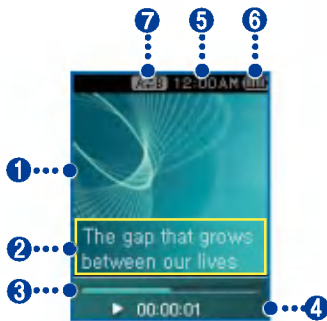 7 5 6
A↔B 12:00AM
1
2 The gap that grows
between our lives
3
00:00:01 4